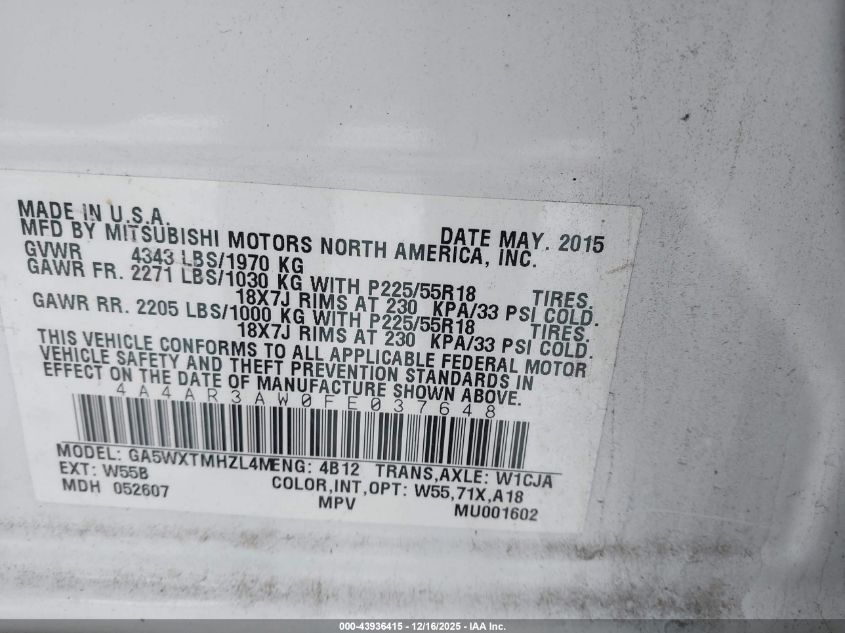 MADE IN U.S.A. DATE MAY. 2015
MFD BY MITSUBISHI MOTORS NORTH AMERICA, INC.
GVWR 4343 LBS/1970 KG
GAWR FR. 2271 LBS/1030 KG WITH P225/55R18 TIRES.
18X7J RIMS AT 230 KPA/33 PSI COLD.
GAWR RR. 2205 LBS/1000 KG WITH P225/55R18 TIRES.
18X7J RIMS AT 230 KPA/33 PSI COLD.
THIS VEHICLE CONFORMS TO ALL APPLICABLE FEDERAL MOTOR
VEHICLE SAFETY AND THEFT PREVENTION STANDARDS IN
EFFECT ON THE DATE OF MANUFACTURE SHOWN ABOVE.
4A4AR3AW0FE037648
MODEL: GA5WXTMHZL4M ENG: 4B12 TRANS,AXLE: W1CJA
EXT: W55B COLOR,INT,OPT: W55,71X,A18
MDH 052607 MPV MU001602
000-43936415 - 12/16/2025 - IAA Inc.